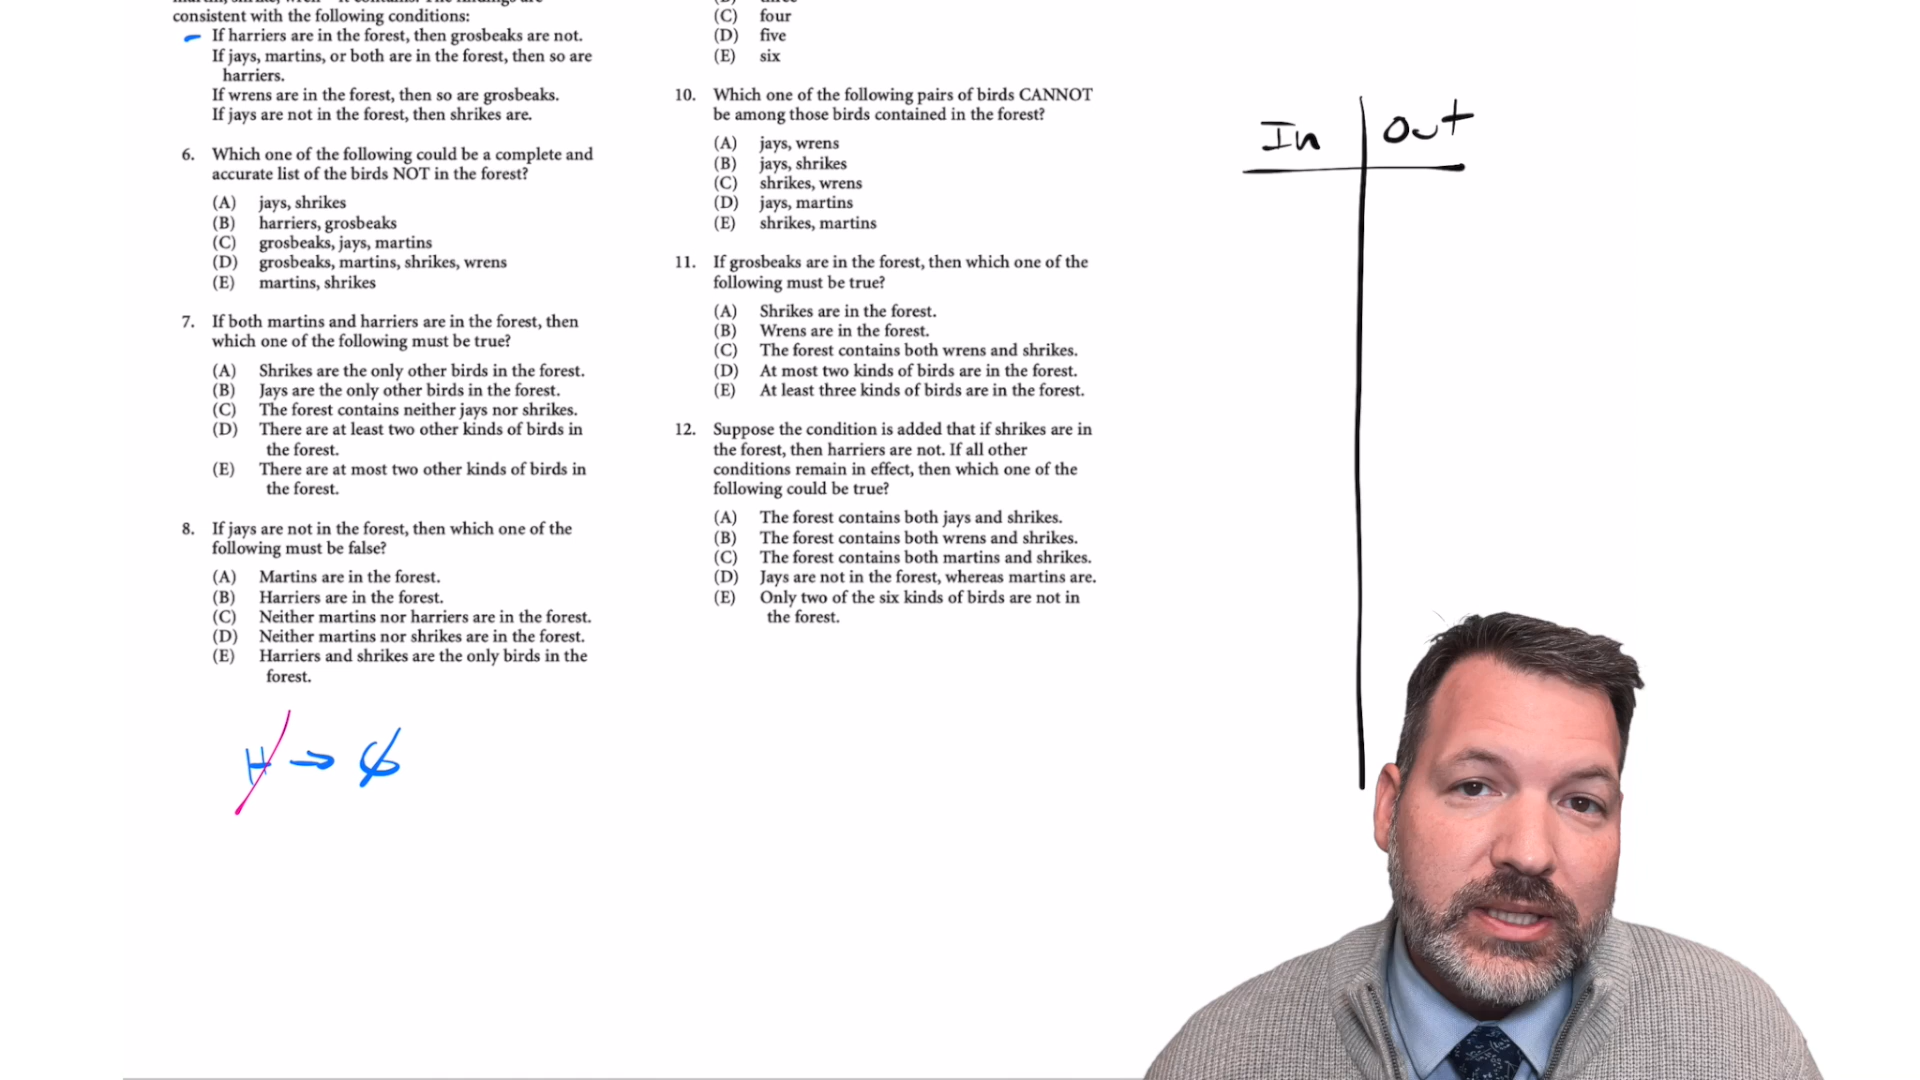 consistent with the following conditions:
If harriers are in the forest, then grosbeaks are not.
If jays, martins, or both are in the forest, then so are
harriers.
If wrens are in the forest, then so are grosbeaks.
If jays are not in the forest, then shrikes are.
6. Which one of the following could be a complete and
accurate list of the birds NOT in the forest?
(A) jays, shrikes
(B) harriers, grosbeaks
(C) grosbeaks, jays, martins
(D) grosbeaks, martins, shrikes, wrens
(E) martins, shrikes
7. If both martins and harriers are in the forest, then
which one of the following must be true?
(A) Shrikes are the only other birds in the forest.
(B) Jays are the only other birds in the forest.
(C) The forest contains neither jays nor shrikes.
(D) There are at least two other kinds of birds in
the forest.
(E) There are at most two other kinds of birds in
the forest.
8. If jays are not in the forest, then which one of the
following must be false?
(A) Martins are in the forest.
(B) Harriers are in the forest.
(C) Neither martins nor harriers are in the forest.
(D) Neither martins nor shrikes are in the forest.
(E) Harriers and shrikes are the only birds in the
forest.
H →
(C) four
(D) five
(E) six
10. Which one of the following pairs of birds CANNOT
be among those birds contained in the forest?
(A) jays, wrens
(B) jays, shrikes
(C) shrikes, wrens
(D) jays, martins
(E) shrikes, martins
11. If grosbeaks are in the forest, then which one of the
following must be true?
(A) Shrikes are in the forest.
(B) Wrens are in the forest.
(C) The forest contains both wrens and shrikes.
(D) At most two kinds of birds are in the forest.
(E) At least three kinds of birds are in the forest.
12. Suppose the condition is added that if shrikes are in
the forest, then harriers are not. If all other
conditions remain in effect, then which one of the
following could be true?
(A) The forest contains both jays and shrikes.
(B) The forest contains both wrens and shrikes.
(C) The forest contains both martins and shrikes.
(D) Jays are not in the forest, whereas martins are.
(E) Only two of the six kinds of birds are not in
the forest.
In Out